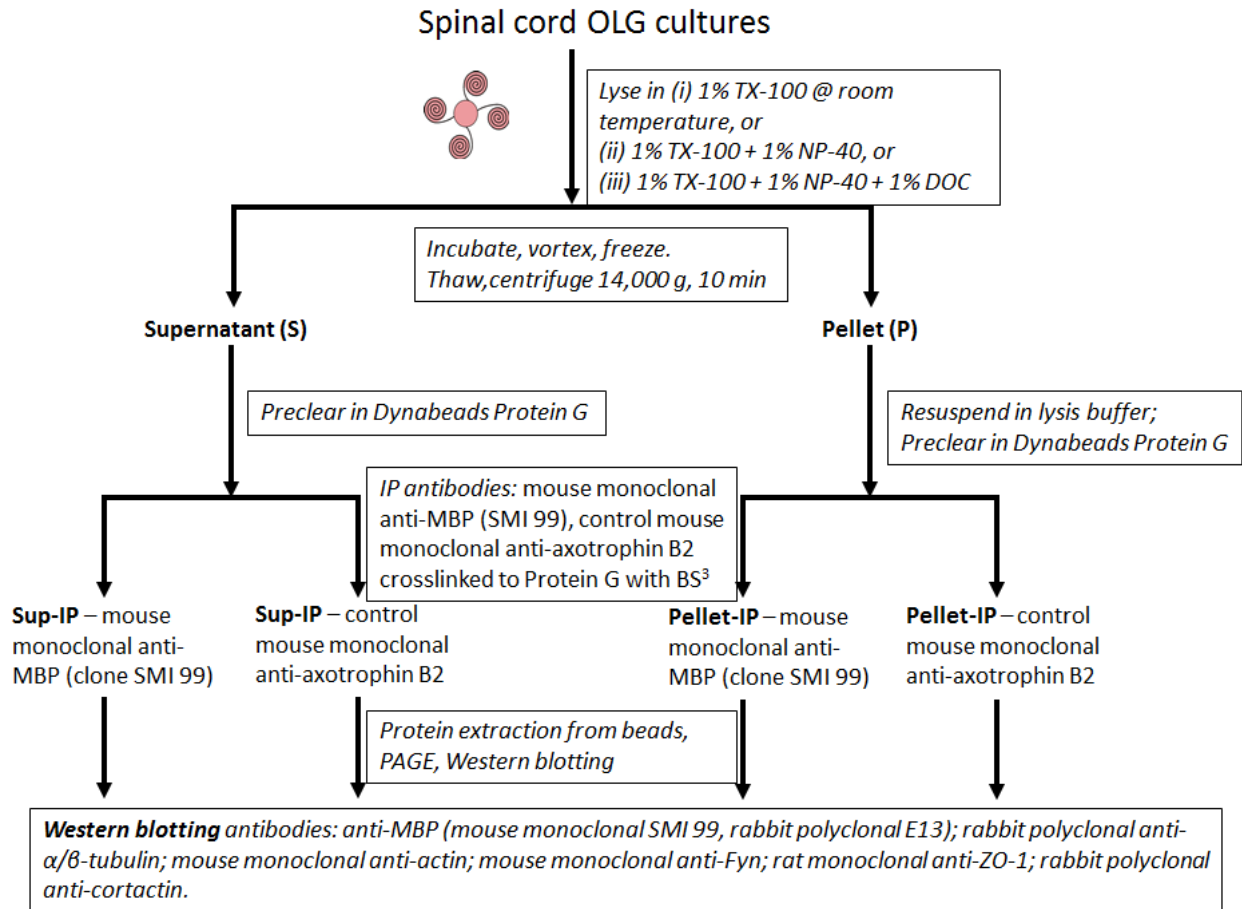 Spinal cord OLG cultures
Lyse in (i) 1% TX-100 @ room
temperature, or
(ii) 1% TX-100 + 1% NP-40, or
(iii) 1% TX-100 + 1% NP-40 + 1% DOC
Incubate, vortex, freeze.
Thaw,centrifuge 14,000 g, 10 min
Supernatant (S)
Pellet (P)
Preclear in Dynabeads Protein G
Resuspend in lysis buffer;
Preclear in Dynabeads Protein G
IP antibodies: mouse monoclonal
anti-MBP (SMI 99), control mouse
monoclonal anti-axotrophin B2
crosslinked to Protein G with BS³
Sup-IP – mouse
monoclonal anti-
MBP (clone SMI 99)
Sup-IP – control
mouse monoclonal
anti-axotrophin B2
Pellet-IP – mouse
monoclonal anti-
MBP (clone SMI 99)
Pellet-IP – control
mouse monoclonal
anti-axotrophin B2
Protein extraction from beads,
PAGE, Western blotting
Western blotting antibodies: anti-MBP (mouse monoclonal SMI 99, rabbit polyclonal E13); rabbit polyclonal anti-
α/β-tubulin; mouse monoclonal anti-actin; mouse monoclonal anti-Fyn; rat monoclonal anti-ZO-1; rabbit polyclonal
anti-cortactin.